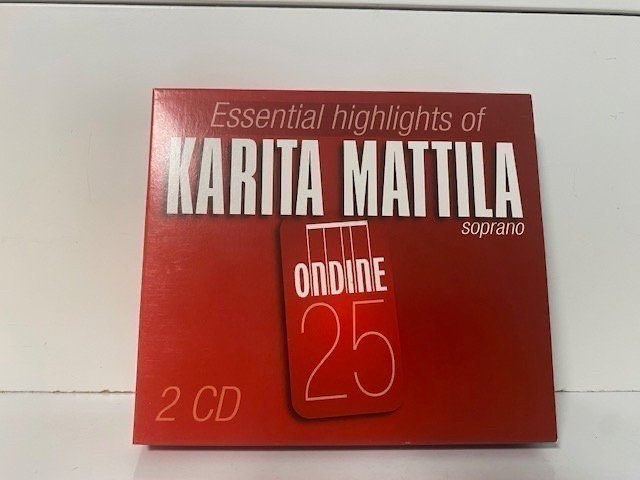 Essential highlights of
KARITA MATTILA
soprano
ONDINE
25
2 CD